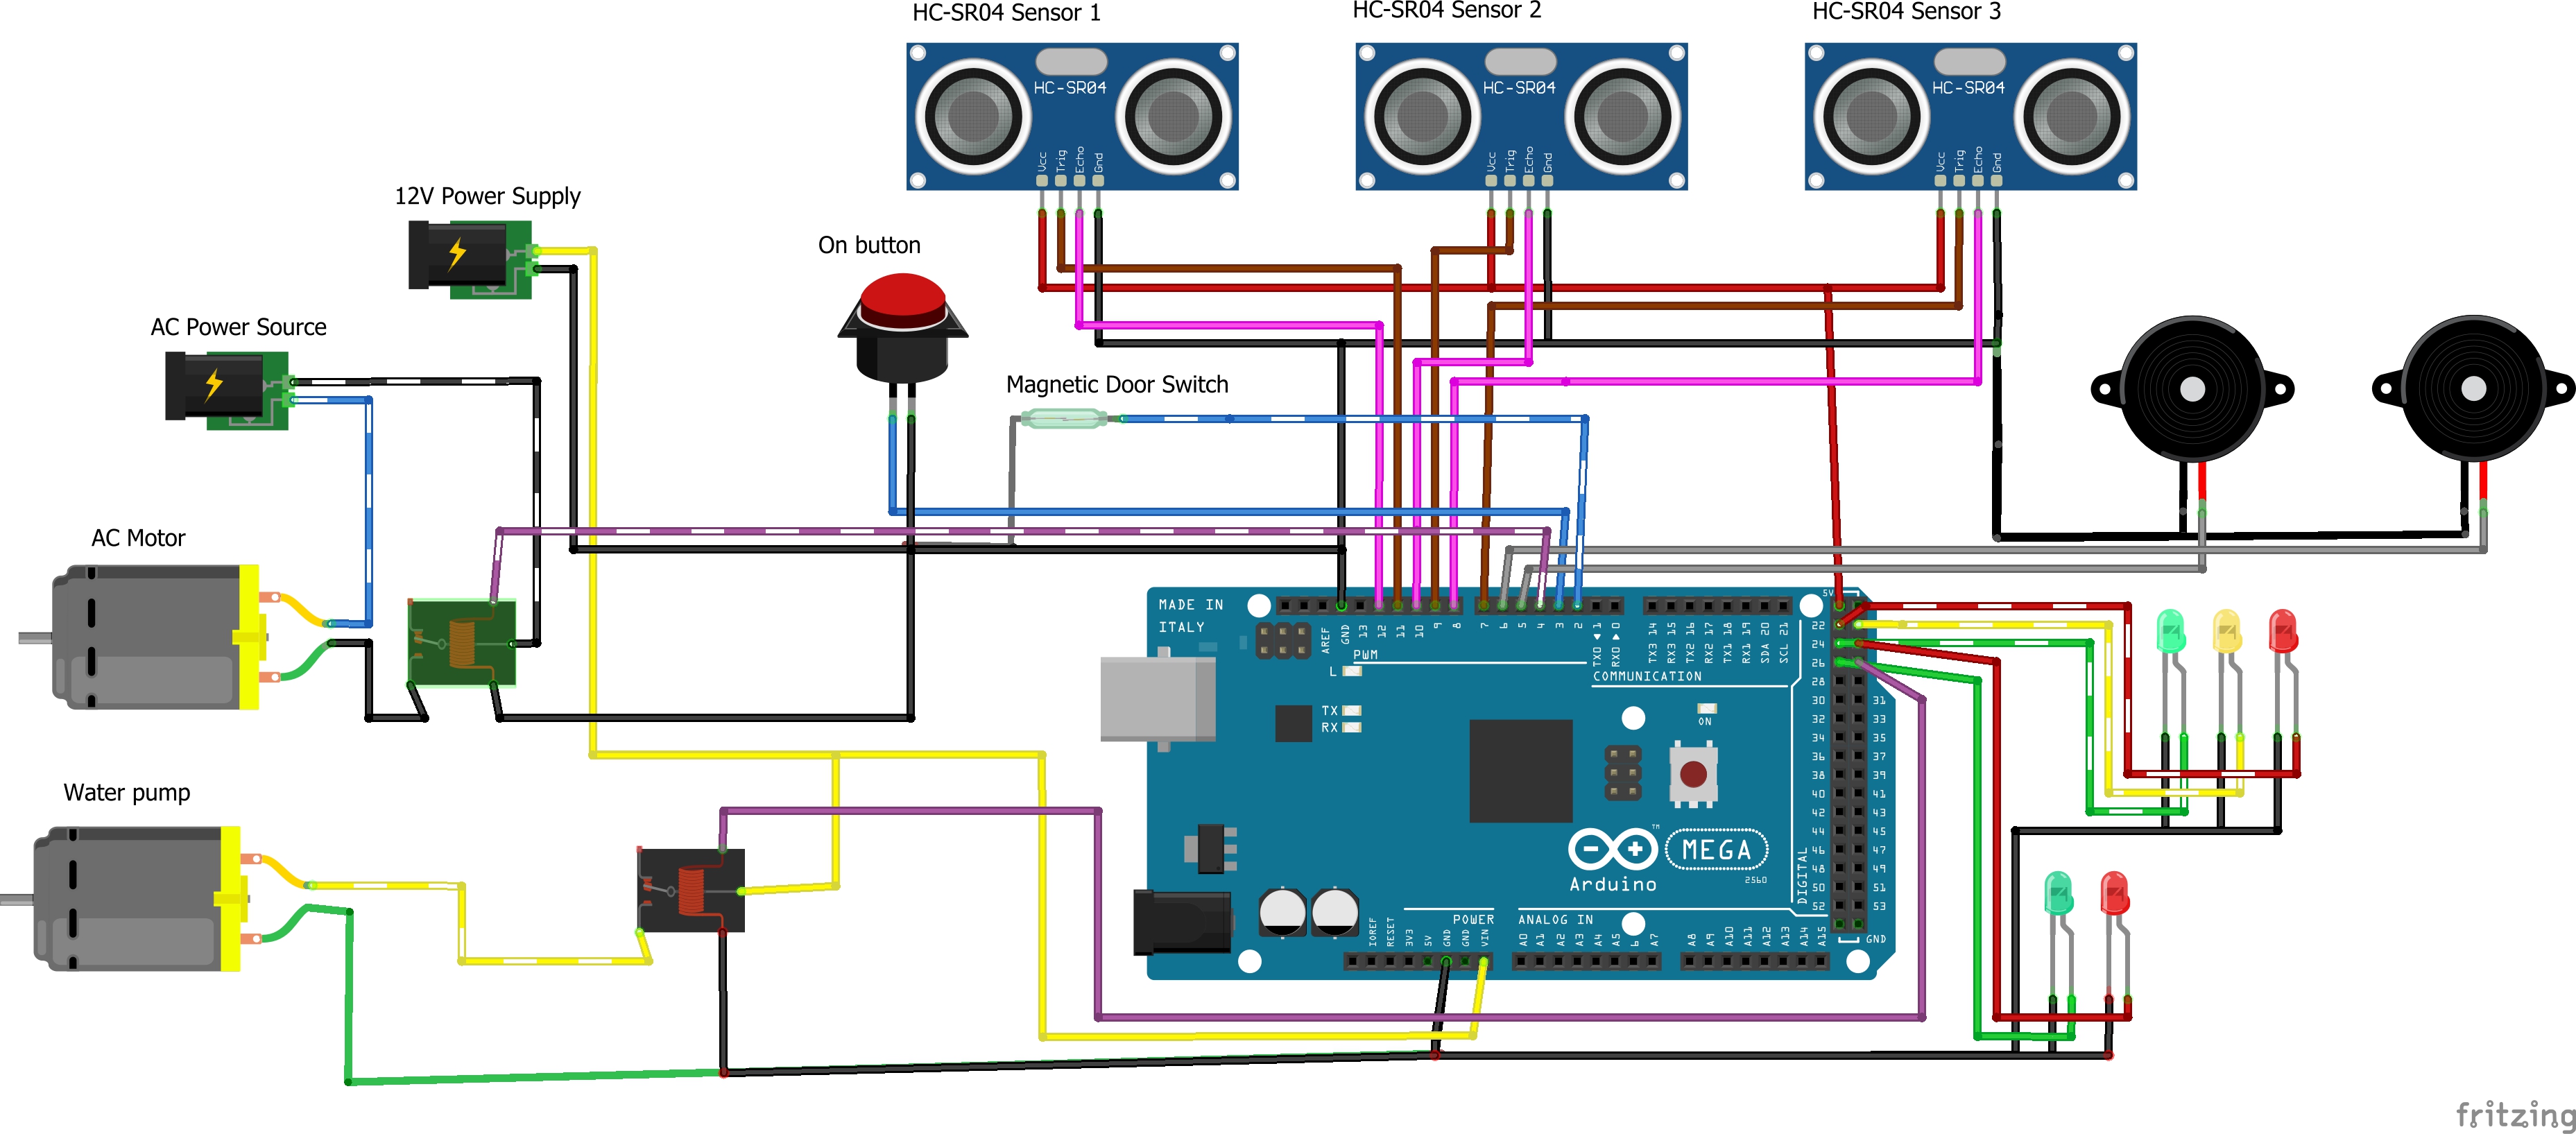 HC-SR04 Sensor 1
HC-SR04 Sensor 2
HC-SR04 Sensor 3
HC-SR04
HC-SR04
HC-SR04
Vcc Trig Echo Gnd
Vcc Trig Echo Gnd
Vcc Trig Echo Gnd
12V Power Supply
On button
AC Power Source
Magnetic Door Switch
AC Motor
Water pump
MADE IN
ITALY
AREF GND 13 12 11 10 9 8 7 6 5 4 3 2 TX0 1 RX0 0
TX3 14 RX3 15 TX2 16 RX2 17 TX1 18 RX1 19 SDA 20 SCL 21
PWM
COMMUNICATION
L
TX
RX
ON
5V
22
24
26
28
30 31
32 33
34 35
36 37
38 39
40 41
42 43
44 45
46 47
48 49
50 51
52 53
GND
DIGITAL
MEGA
2560
TM
Arduino
POWER
ANALOG IN
IOREF RESET 3V3 5V GND GND VIN
A0 A1 A2 A3 A4 A5 6 A7
A8 A9 A10 A11 A12 A13 A14 A15
fritzing